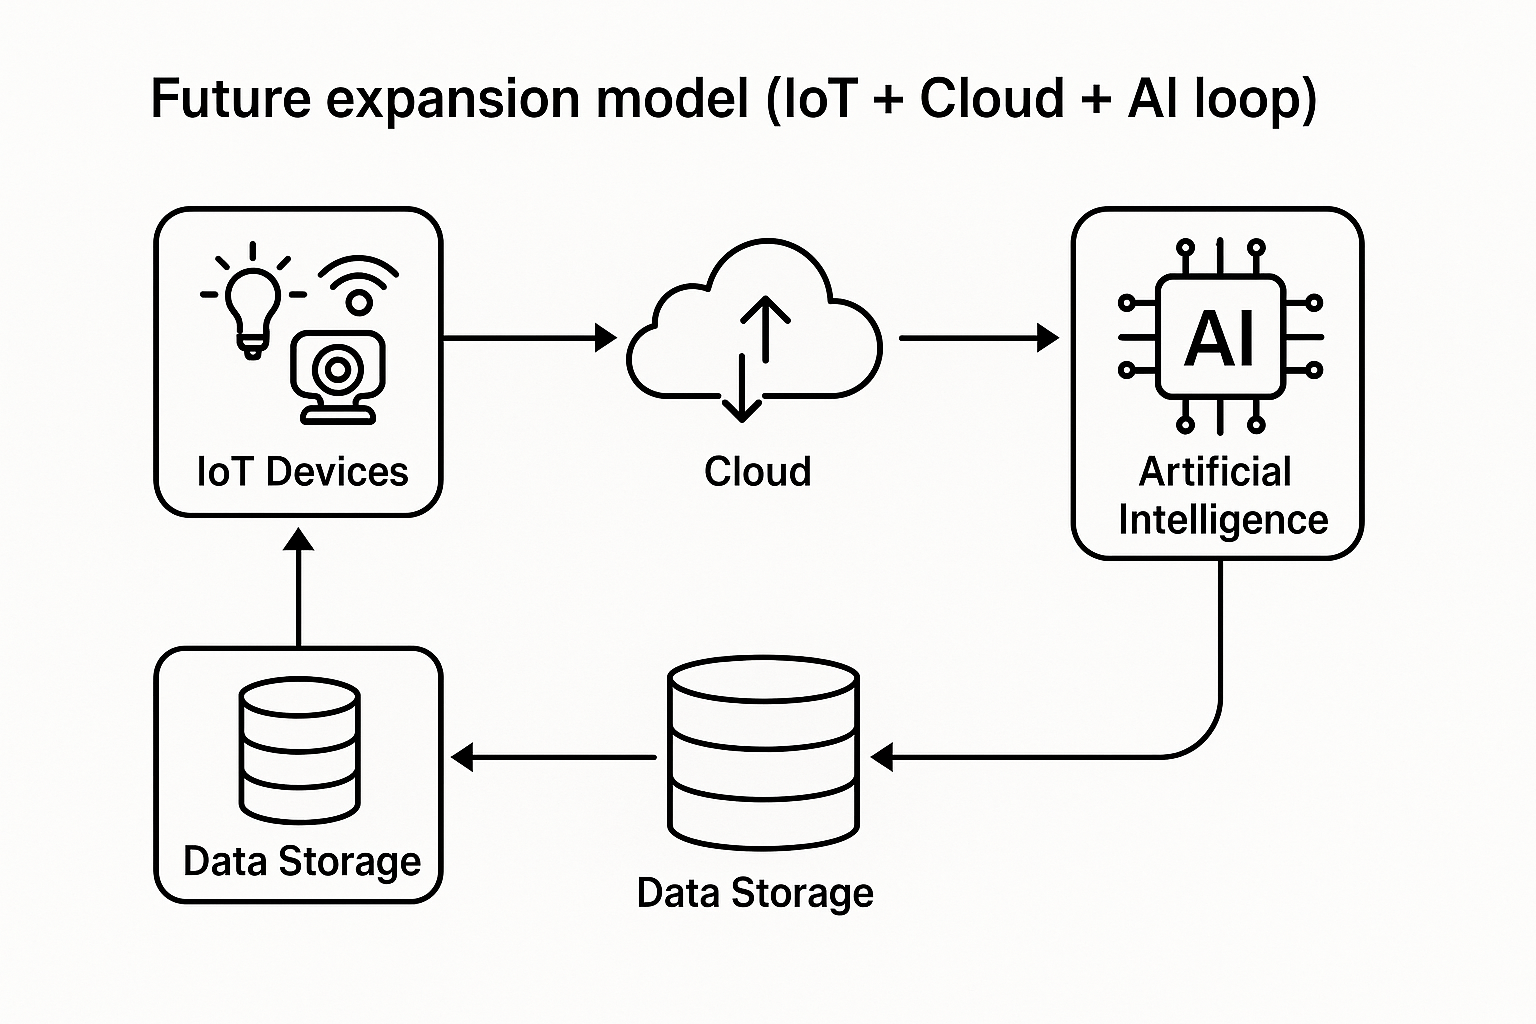 Future expansion model (IoT + Cloud + AI loop)
AI
IoT Devices
Cloud
Artificial
Intelligence
Data Storage
Data Storage